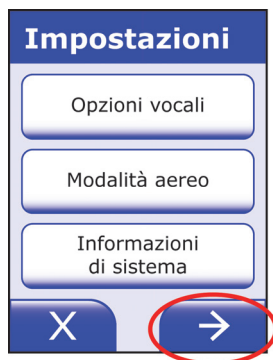 Impostazioni
Opzioni vocali
Modalità aereo
Informazioni
di sistema
X →